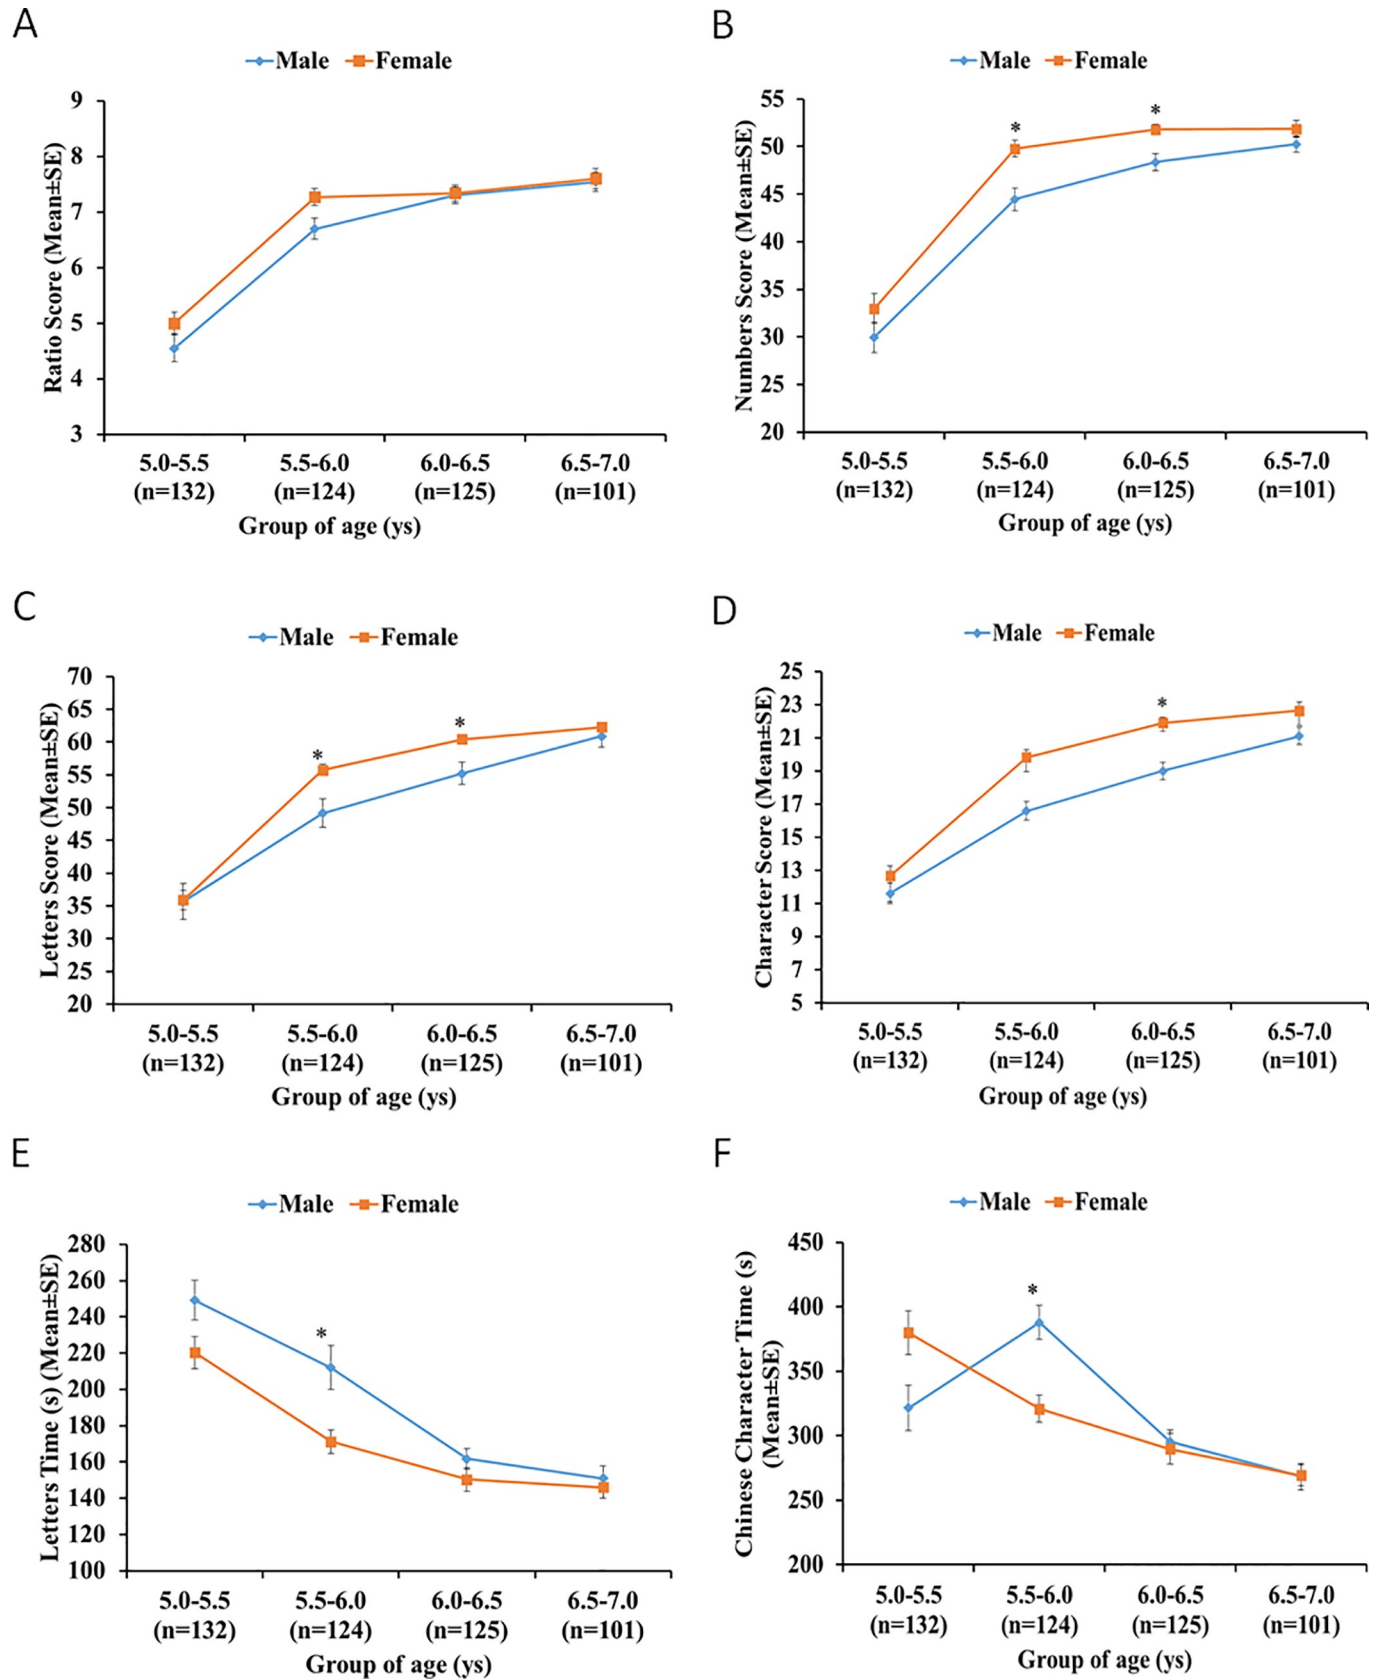 A
Male Female
Ratio Score (Mean±SE)
9
8
7
6
5
4
3
5.0-5.5 5.5-6.0 6.0-6.5 6.5-7.0
(n=132) (n=124) (n=125) (n=101)
Group of age (ys)
B
Male Female
Numbers Score (Mean±SE)
55
50
45
40
35
30
25
20
* *
5.0-5.5 5.5-6.0 6.0-6.5 6.5-7.0
(n=132) (n=124) (n=125) (n=101)
Group of age (ys)
C
Male Female
Letters Score (Mean±SE)
70
65
60
55
50
45
40
35
30
25
20
* *
5.0-5.5 5.5-6.0 6.0-6.5 6.5-7.0
(n=132) (n=124) (n=125) (n=101)
Group of age (ys)
D
Male Female
Character Score (Mean±SE)
25
23
21
19
17
15
13
11
9
7
5
*
5.0-5.5 5.5-6.0 6.0-6.5 6.5-7.0
(n=132) (n=124) (n=125) (n=101)
Group of age (ys)
E
Male Female
Letters Time (s) (Mean±SE)
280
260
240
220
200
180
160
140
120
100
*
5.0-5.5 5.5-6.0 6.0-6.5 6.5-7.0
(n=132) (n=124) (n=125) (n=101)
Group of age (ys)
F
Male Female
Chinese Character Time (s)
(Mean±SE)
450
400
350
300
250
200
*
5.0-5.5 5.5-6.0 6.0-6.5 6.5-7.0
(n=132) (n=124) (n=125) (n=101)
Group of age (ys)